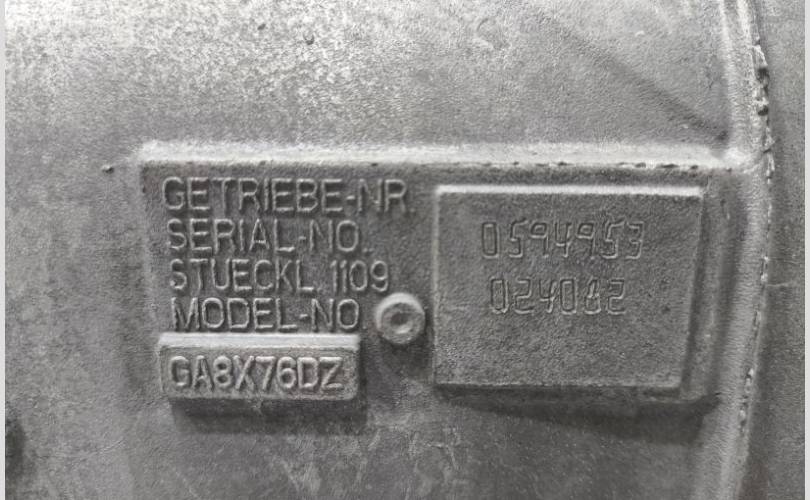 GETRIEBE-NR.
SERIAL-NO.
STUECKL. 1109
MODEL-NO
GA8X76DZ
0594953
024082